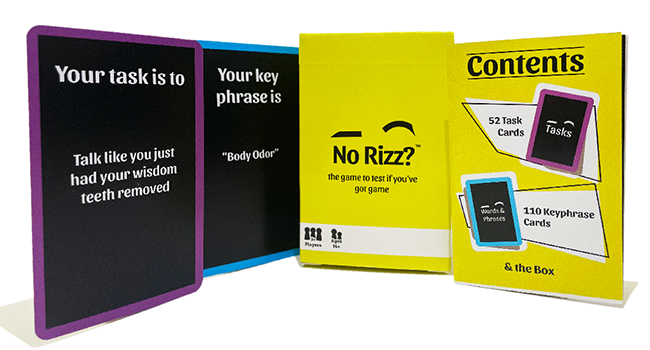 Your task is to
Talk like you just
had your wisdom
teeth removed
Your key
phrase is
“Body Odor”
No Rizz?™
the game to test if you've
got game
Players
Ages
Contents
52 Task
Cards
Tasks
Words &
Phrases
110 Keyphrase
Cards
& the Box